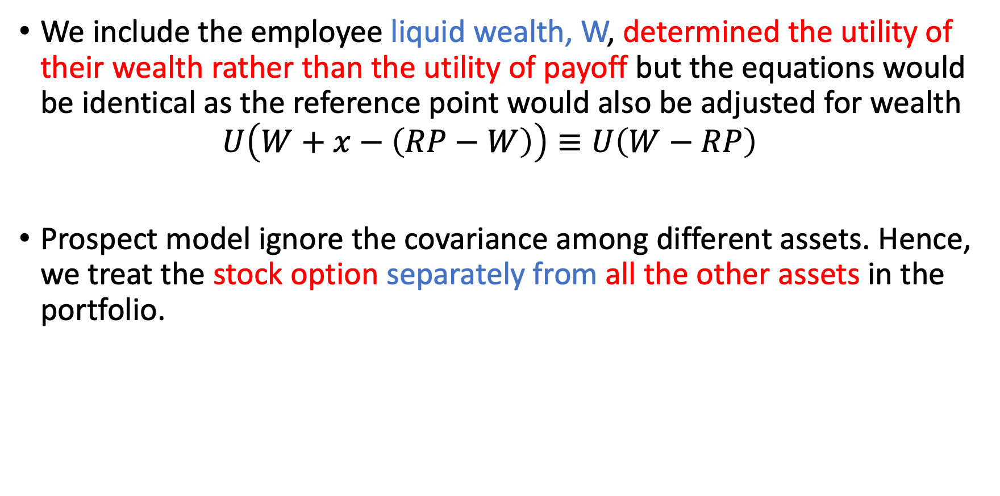 • We include the employee liquid wealth, W, determined the utility of
their wealth rather than the utility of payoff but the equations would
be identical as the reference point would also be adjusted for wealth
U(W + x − (RP − W)) ≡ U(W − RP)
• Prospect model ignore the covariance among different assets. Hence,
we treat the stock option separately from all the other assets in the
portfolio.